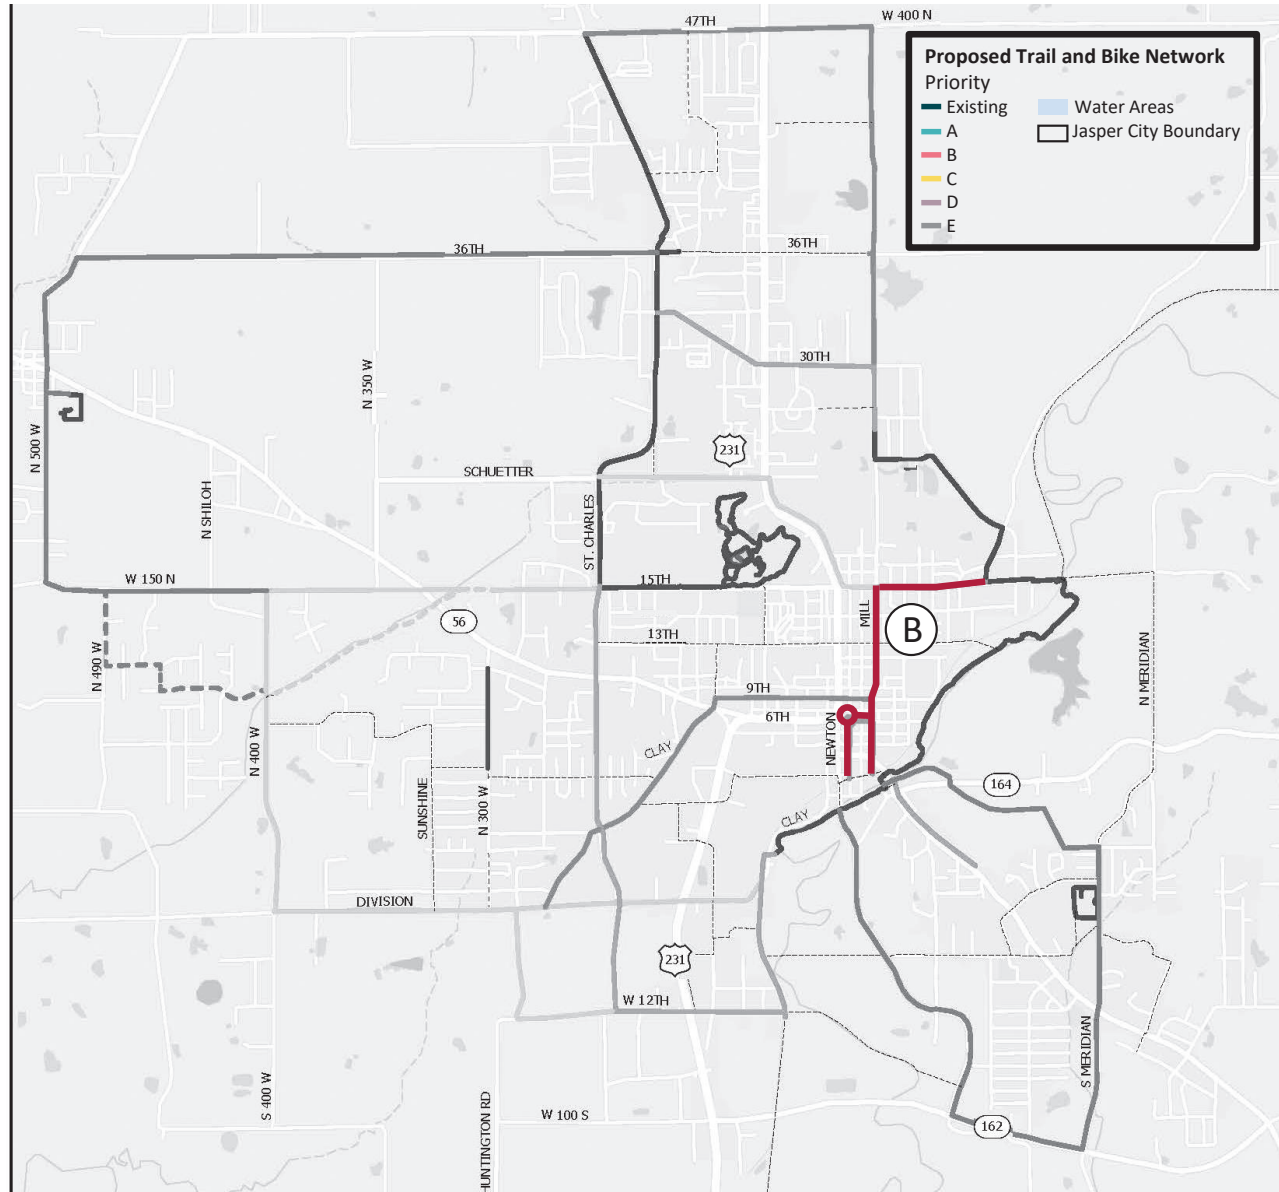 47TH
W 400 N
Proposed Trail and Bike Network
Priority
Existing
A
B
C
D
E
Water Areas
Jasper City Boundary
36TH
36TH
30TH
N 350 W
N 500 W
231
SCHUETTER
N SHILOH
ST. CHARLES
W 150 N
15TH
MILL
B
56
13TH
N MERIDIAN
N 490 W
9TH
6TH
NEWTON
CLAY
N 400 W
SUNSHINE
N 300 W
164
CLAY
DIVISION
231
W 12TH
S 400 W
HUNTINGTON RD
W 100 S
S MERIDIAN
162